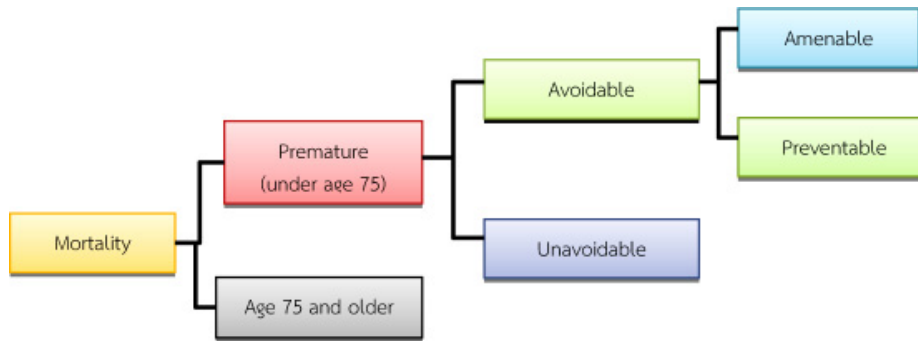 Amenable
Avoidable
Preventable
Premature
(under age 75)
Mortality
Unavoidable
Age 75 and older